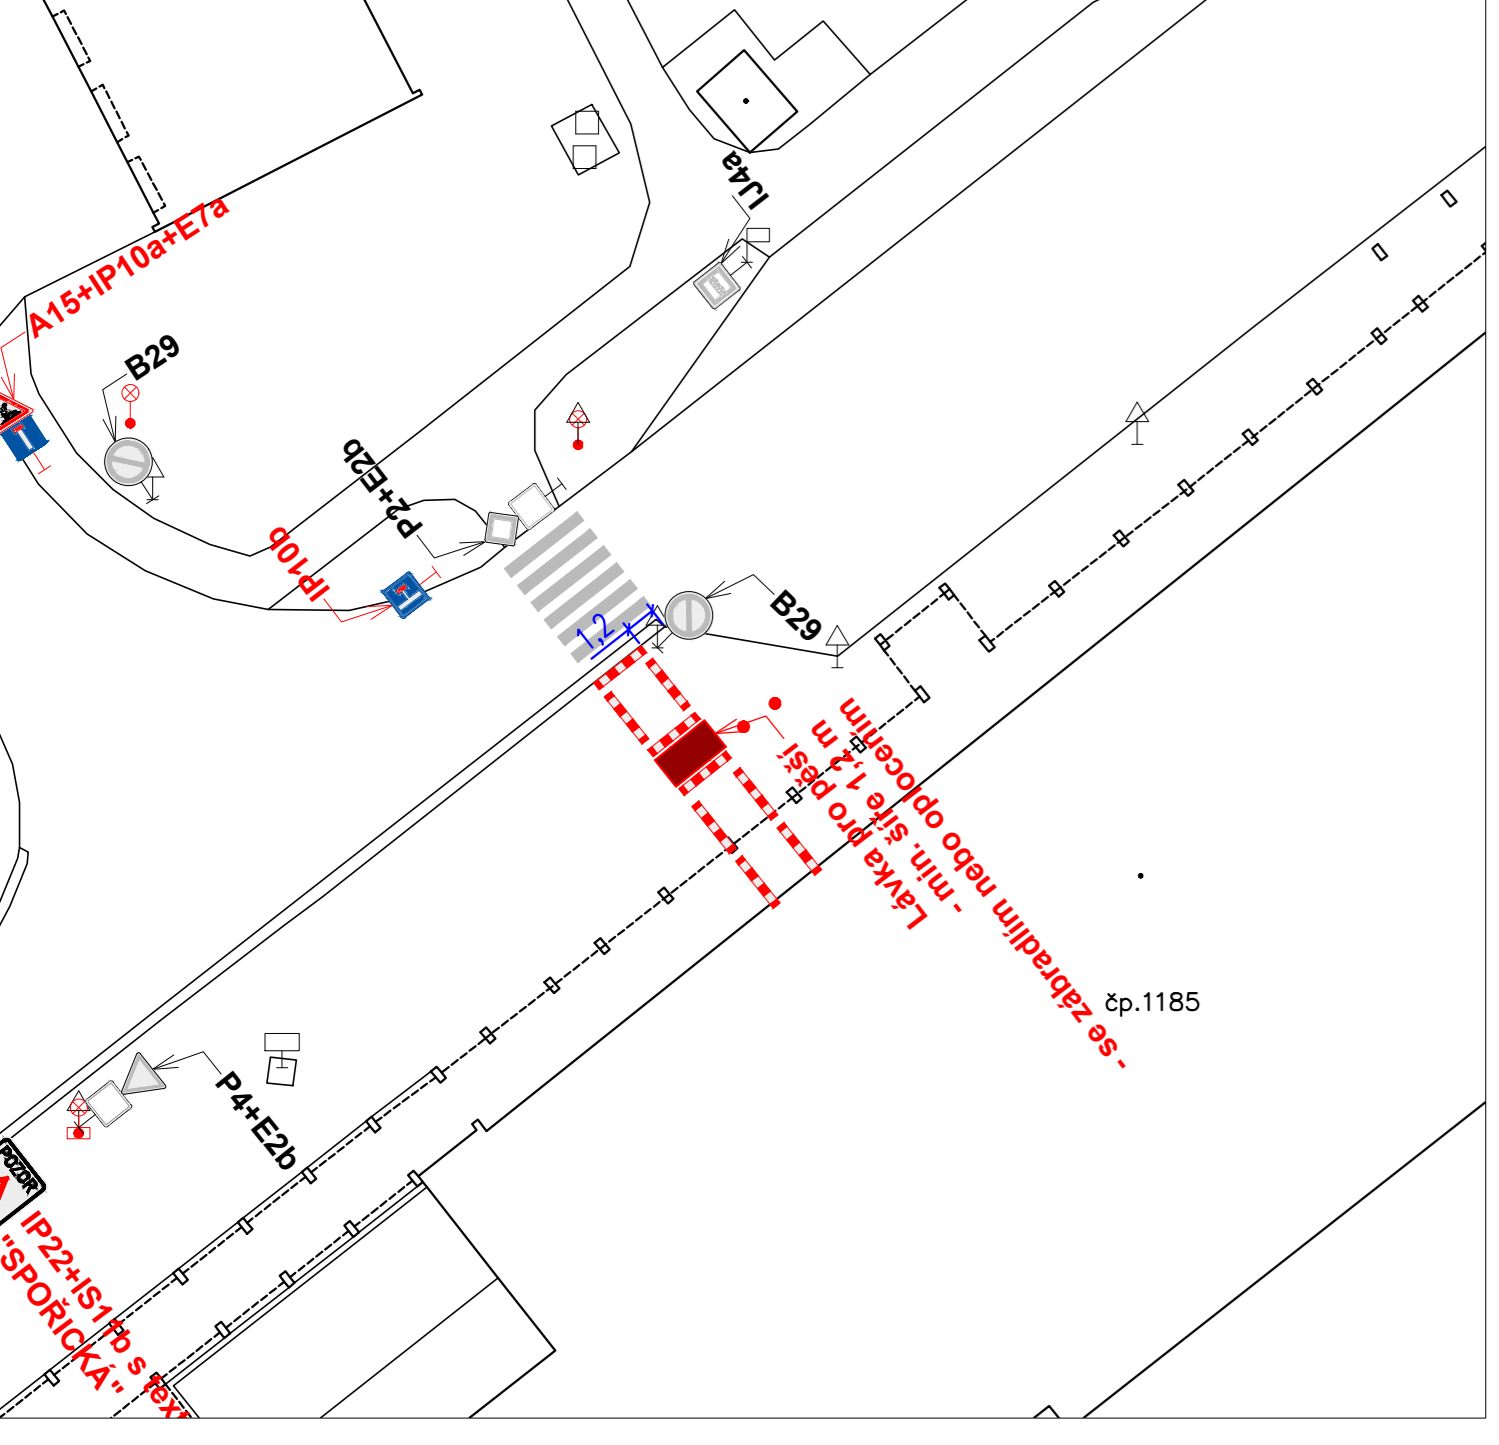 IJ4a
A15+IP10a+E7a
B29
P2+E2b
IP10b
1,2
B29
Lávka pro pěší
- min. šíře 1,2 m
- se zábradlím nebo oplocením
čp.1185
P4+E2b
POZOR
IP22+IS11b s text
"SPOŘICKÁ"